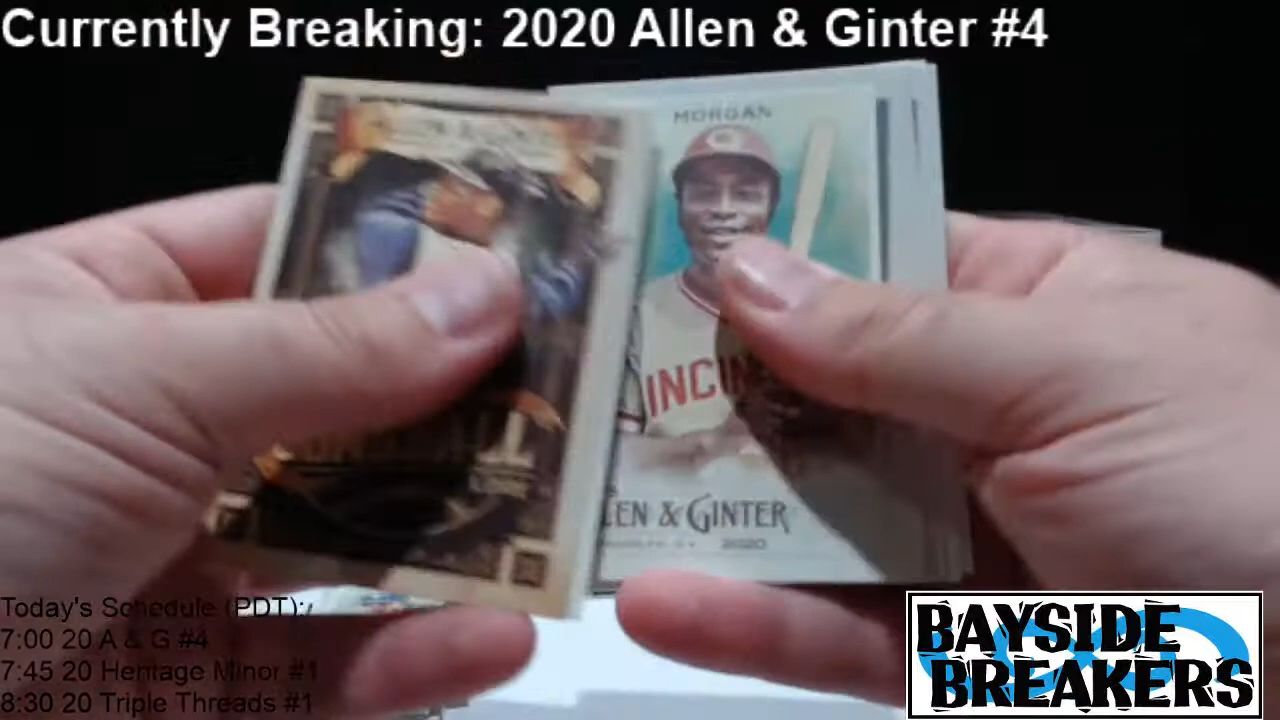 Currently Breaking: 2020 Allen & Ginter #4
MORGAN
INCIN
LEN & GINTER
2020
Today's Schedule (PDT):
7:00 20 A & G #4
7:45 20 Heritage Minor #1
8:30 20 Triple Threads #1
BAYSIDE
BREAKERS